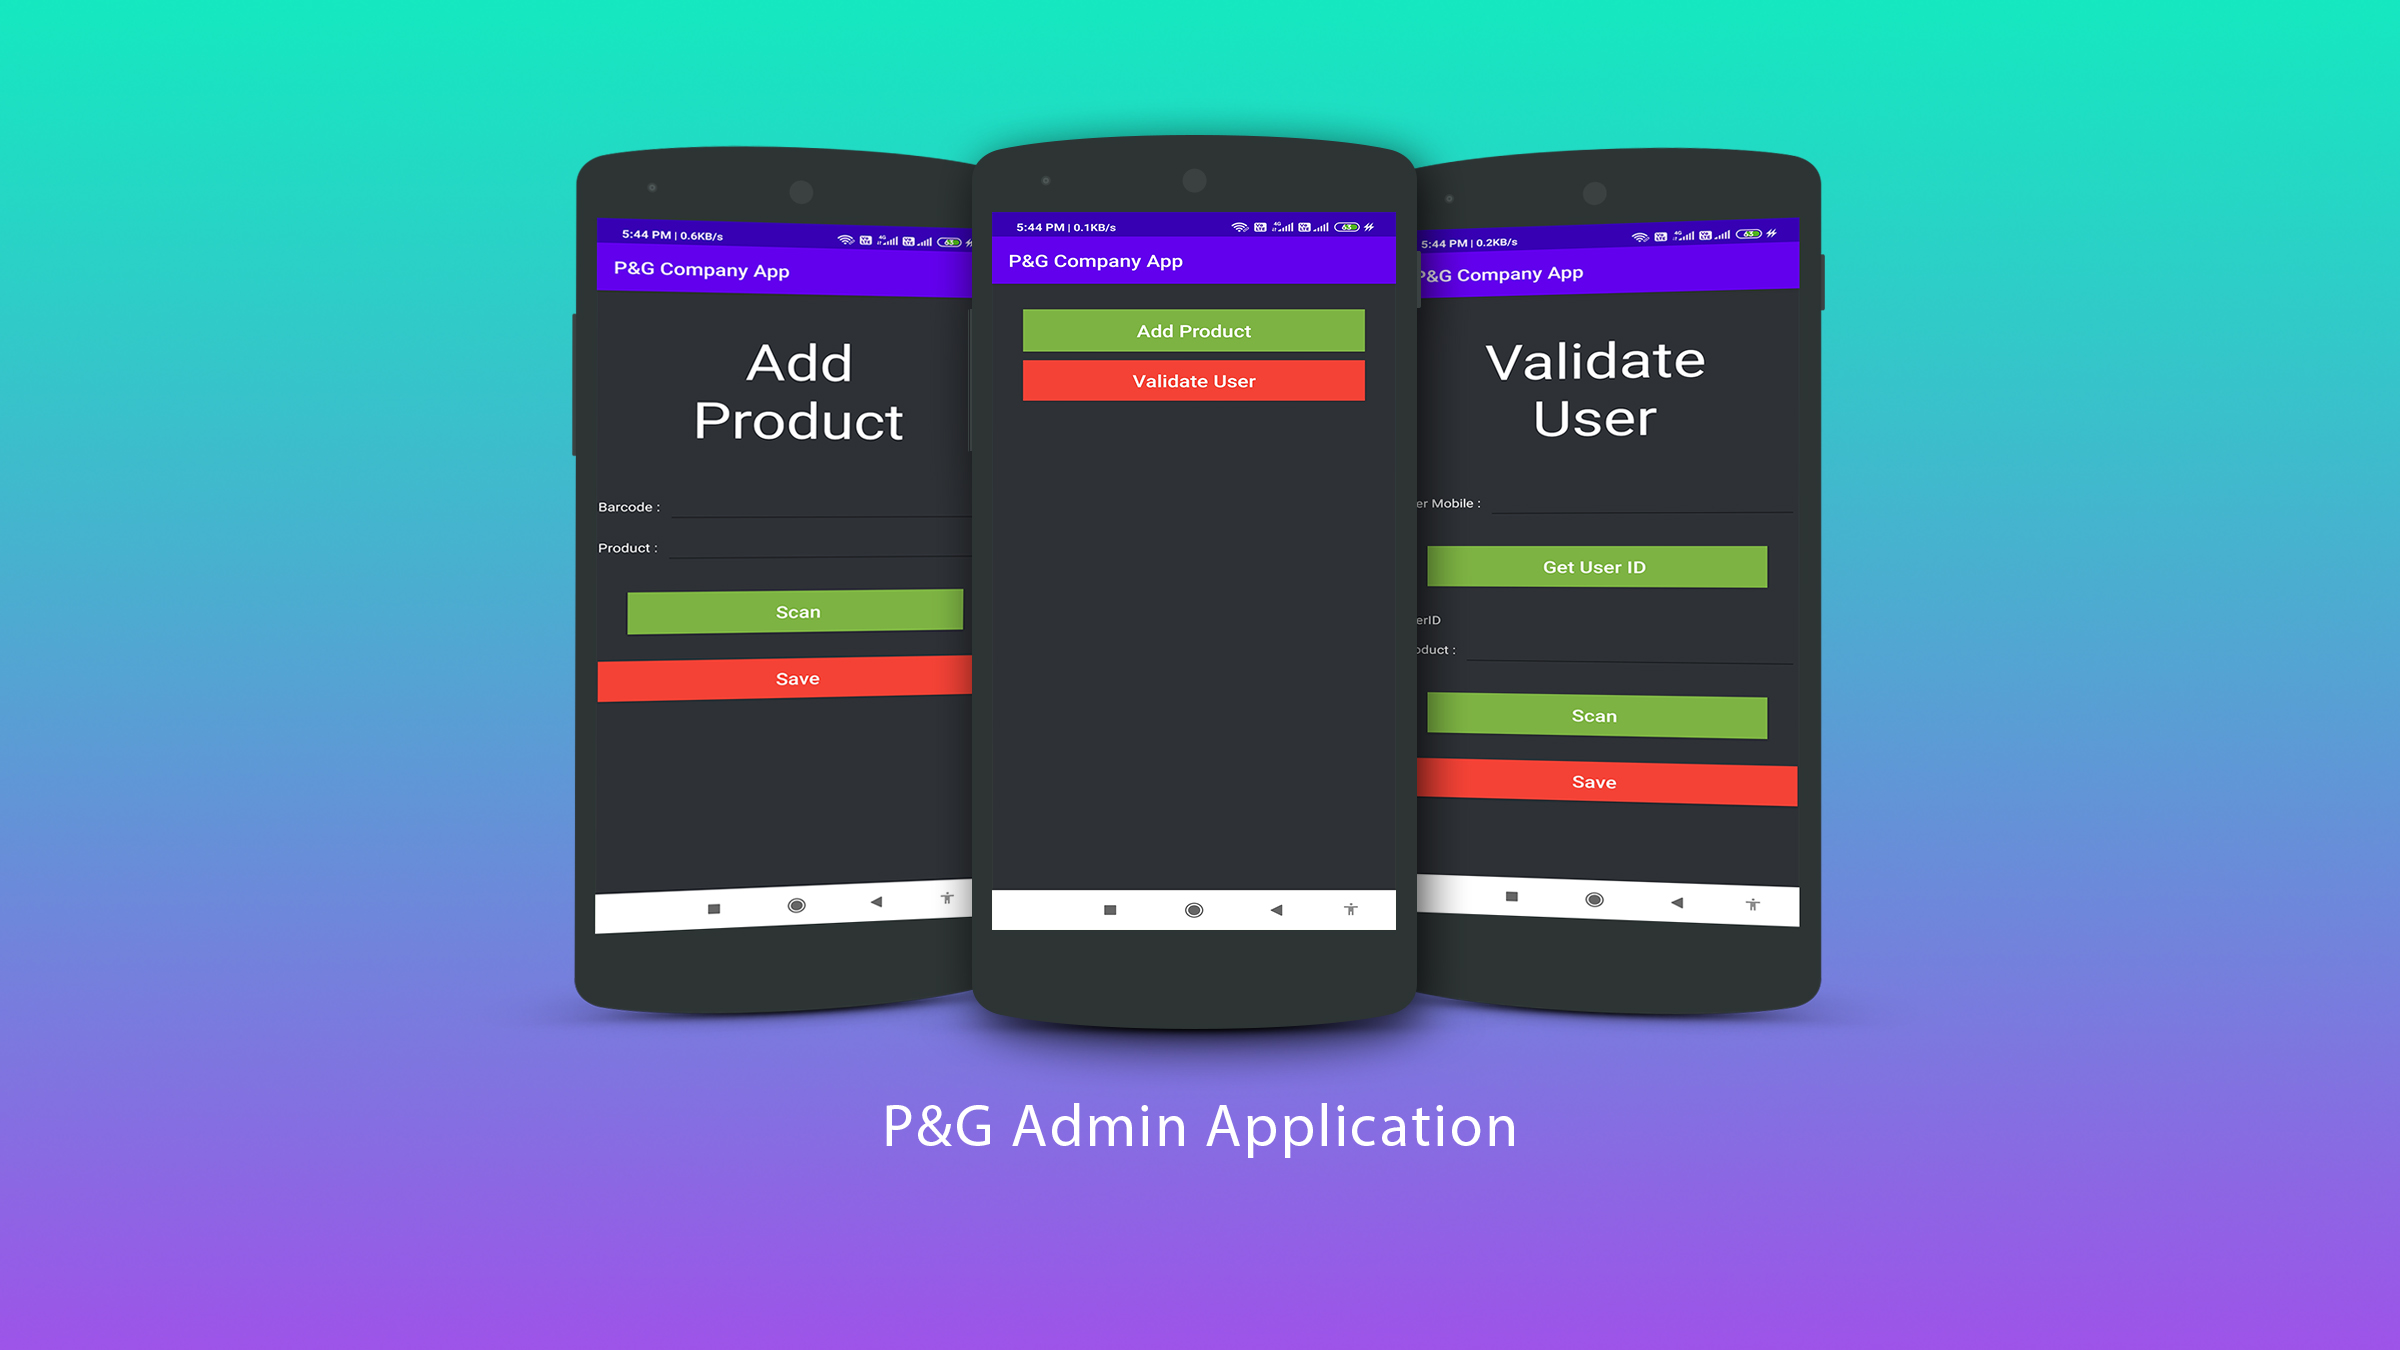 5:44 PM | 0.6KB/s
P&G Company App
Add
Product
Barcode :
Product :
Scan
Save
5:44 PM | 0.1KB/s
63
P&G Company App
Add Product
Validate User
5:44 PM | 0.2KB/s
63
P&G Company App
Validate
User
er Mobile :
Get User ID
erID
oduct :
Scan
Save
P&G Admin Application